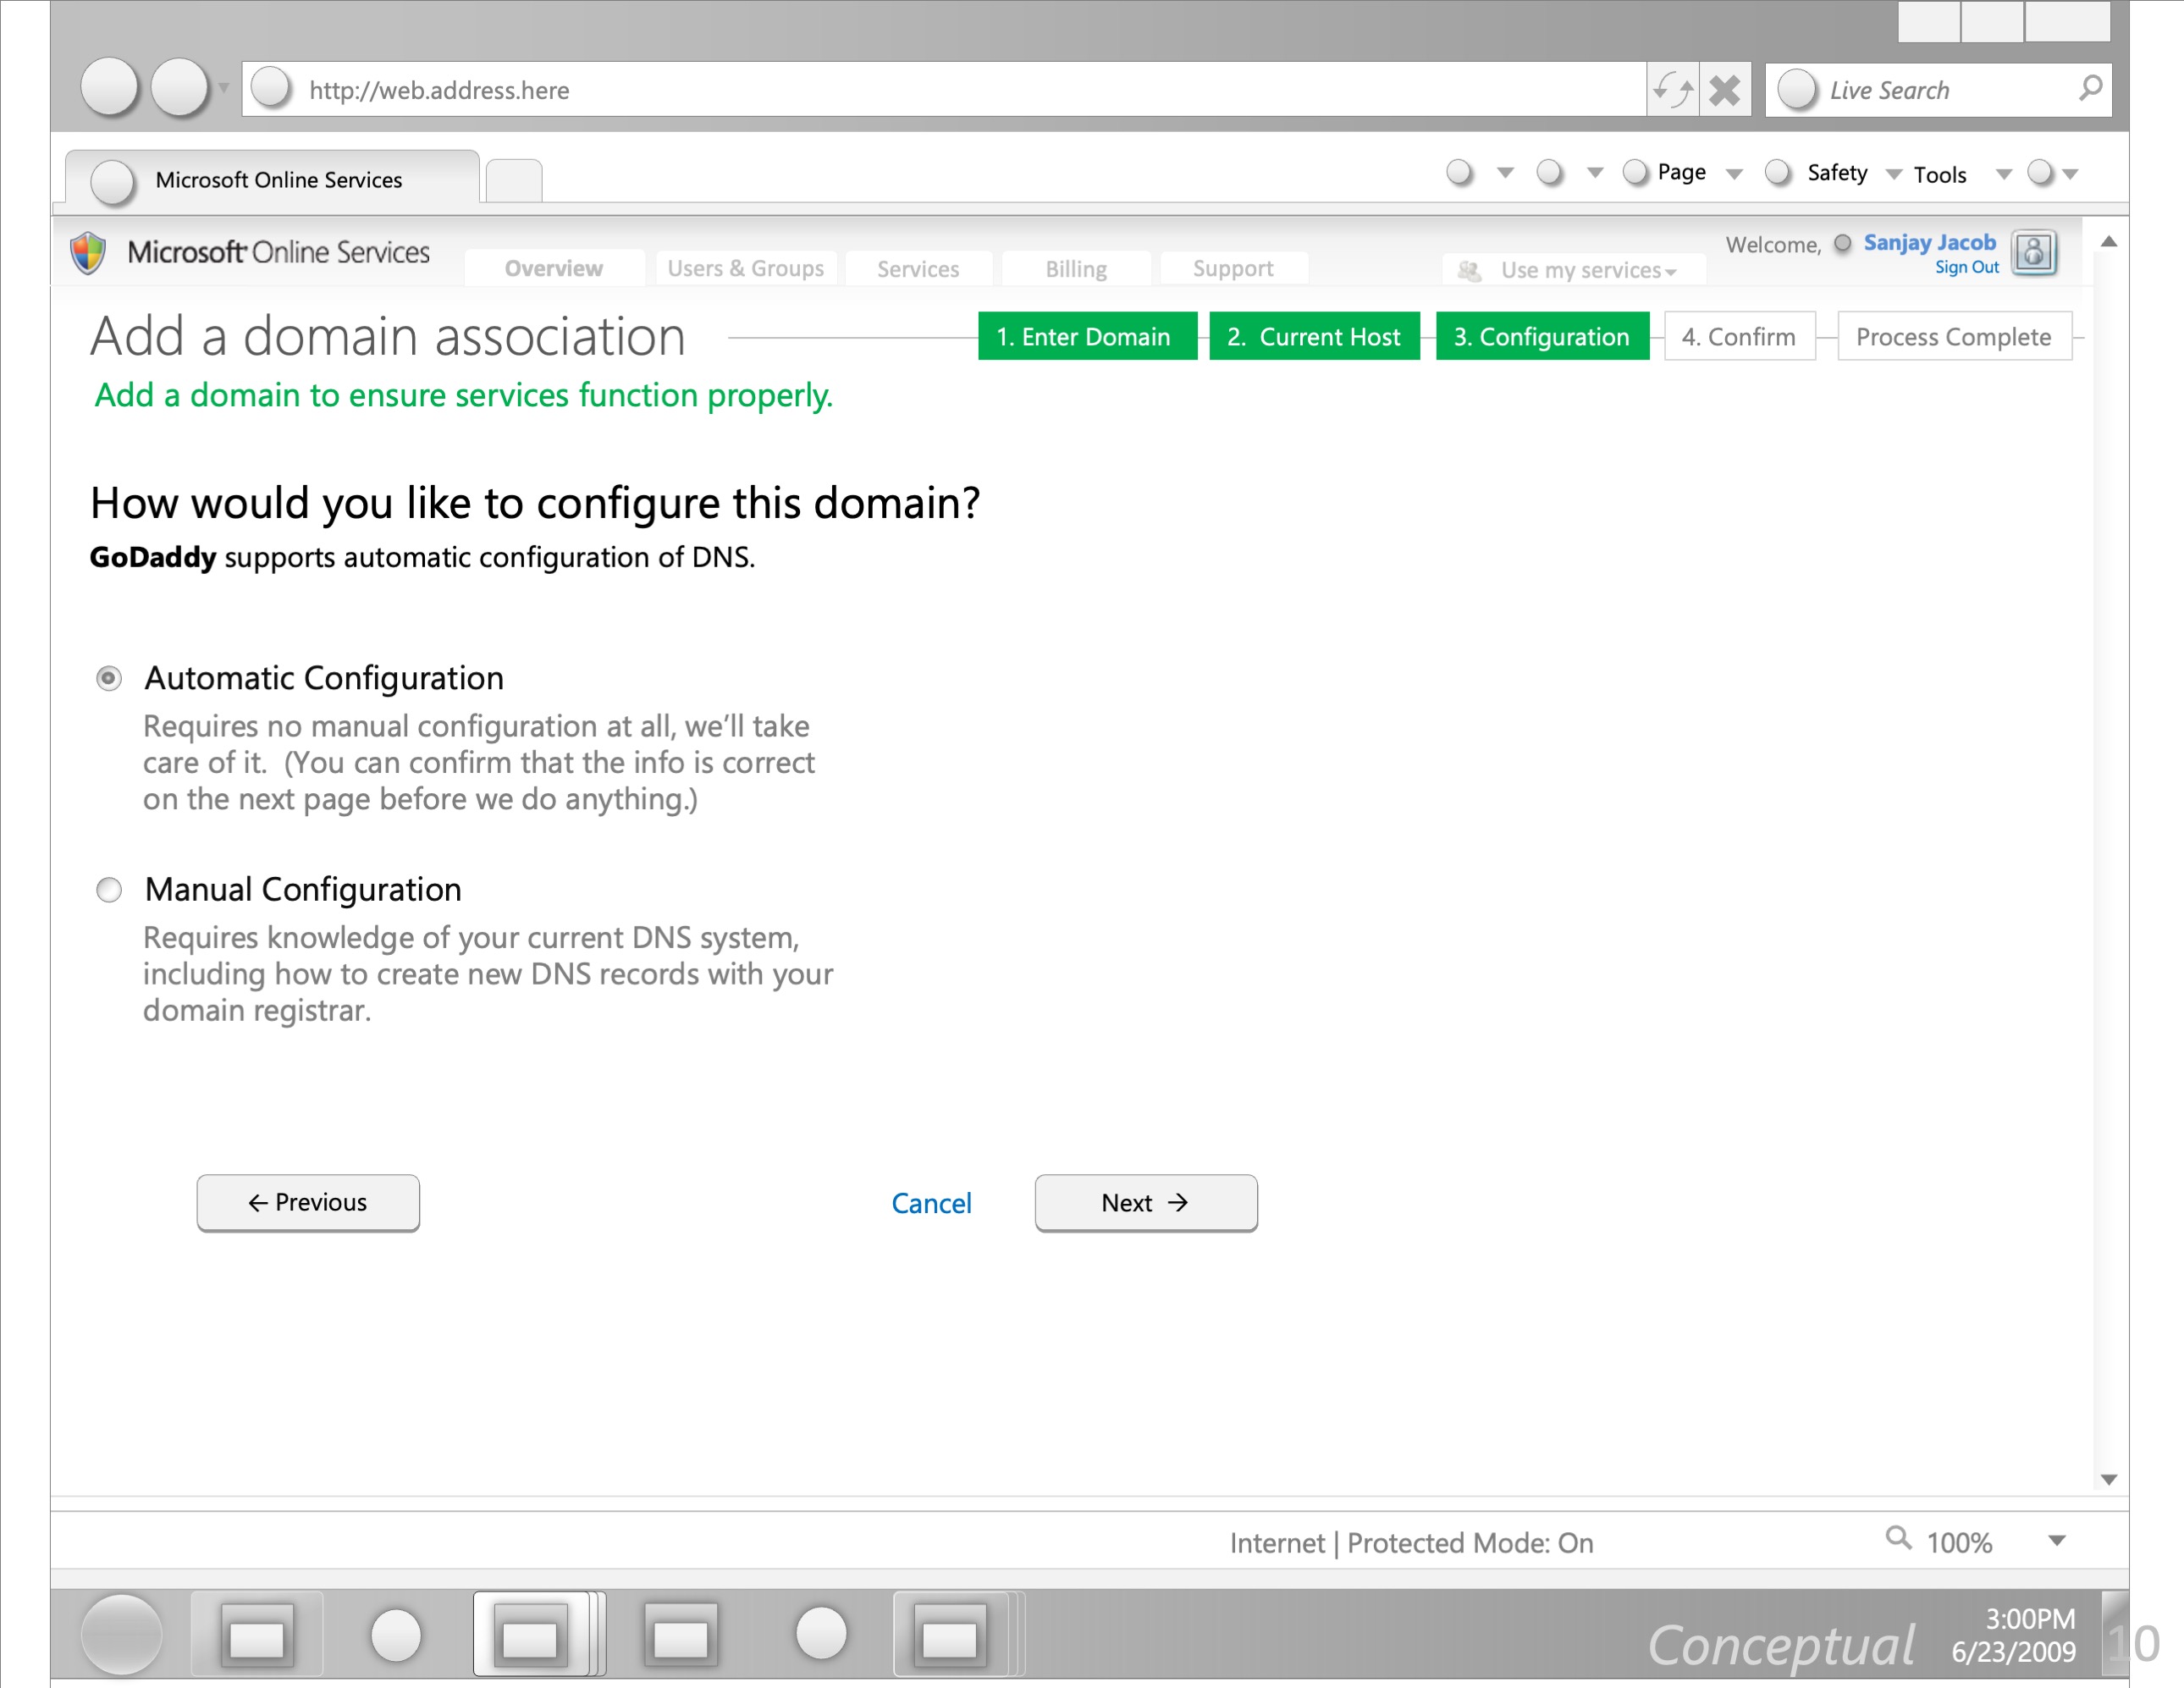 http://web.address.here
Live Search
Microsoft Online Services
Page
Safety
Tools
Microsoft Online Services
Overview
Users & Groups
Services
Billing
Support
Use my services
Welcome,
Sanjay Jacob
Sign Out
Add a domain association
1. Enter Domain
2. Current Host
3. Configuration
4. Confirm
Process Complete
Add a domain to ensure services function properly.
How would you like to configure this domain?
GoDaddy supports automatic configuration of DNS.
Automatic Configuration
Requires no manual configuration at all, we’ll take
care of it. (You can confirm that the info is correct
on the next page before we do anything.)
Manual Configuration
Requires knowledge of your current DNS system,
including how to create new DNS records with your
domain registrar.
← Previous
Cancel
Next →
Internet | Protected Mode: On
100%
Conceptual
3:00PM
6/23/2009
10